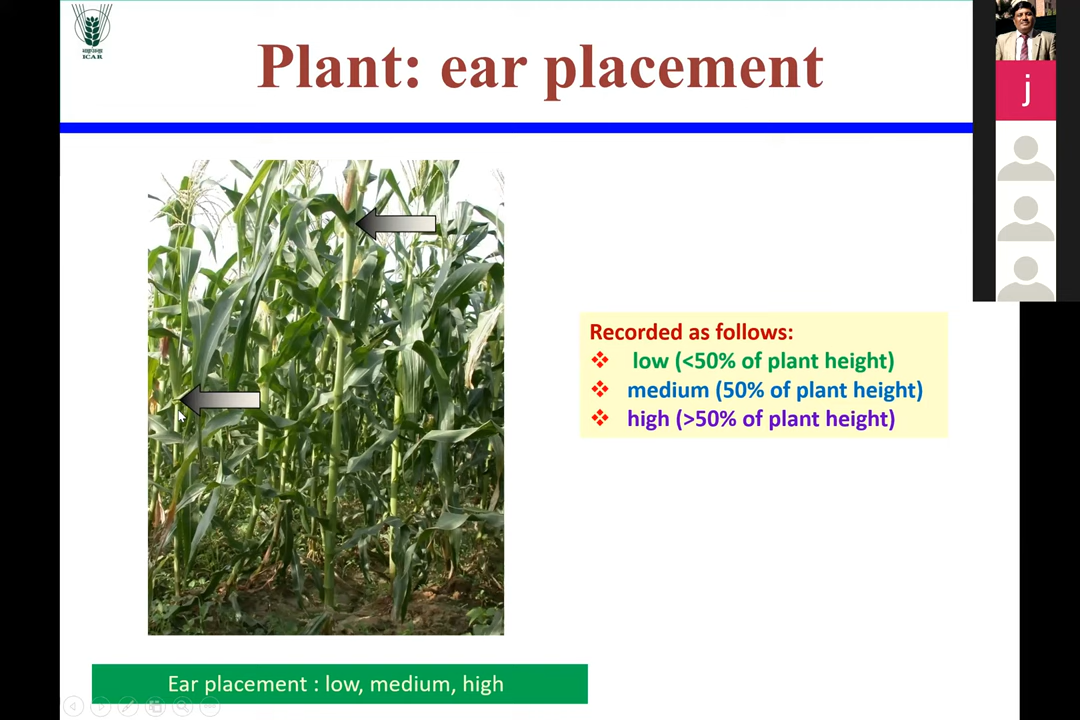 ICAR
Plant: ear placement
j
Recorded as follows:
low (<50% of plant height)
medium (50% of plant height)
high (>50% of plant height)
Ear placement : low, medium, high